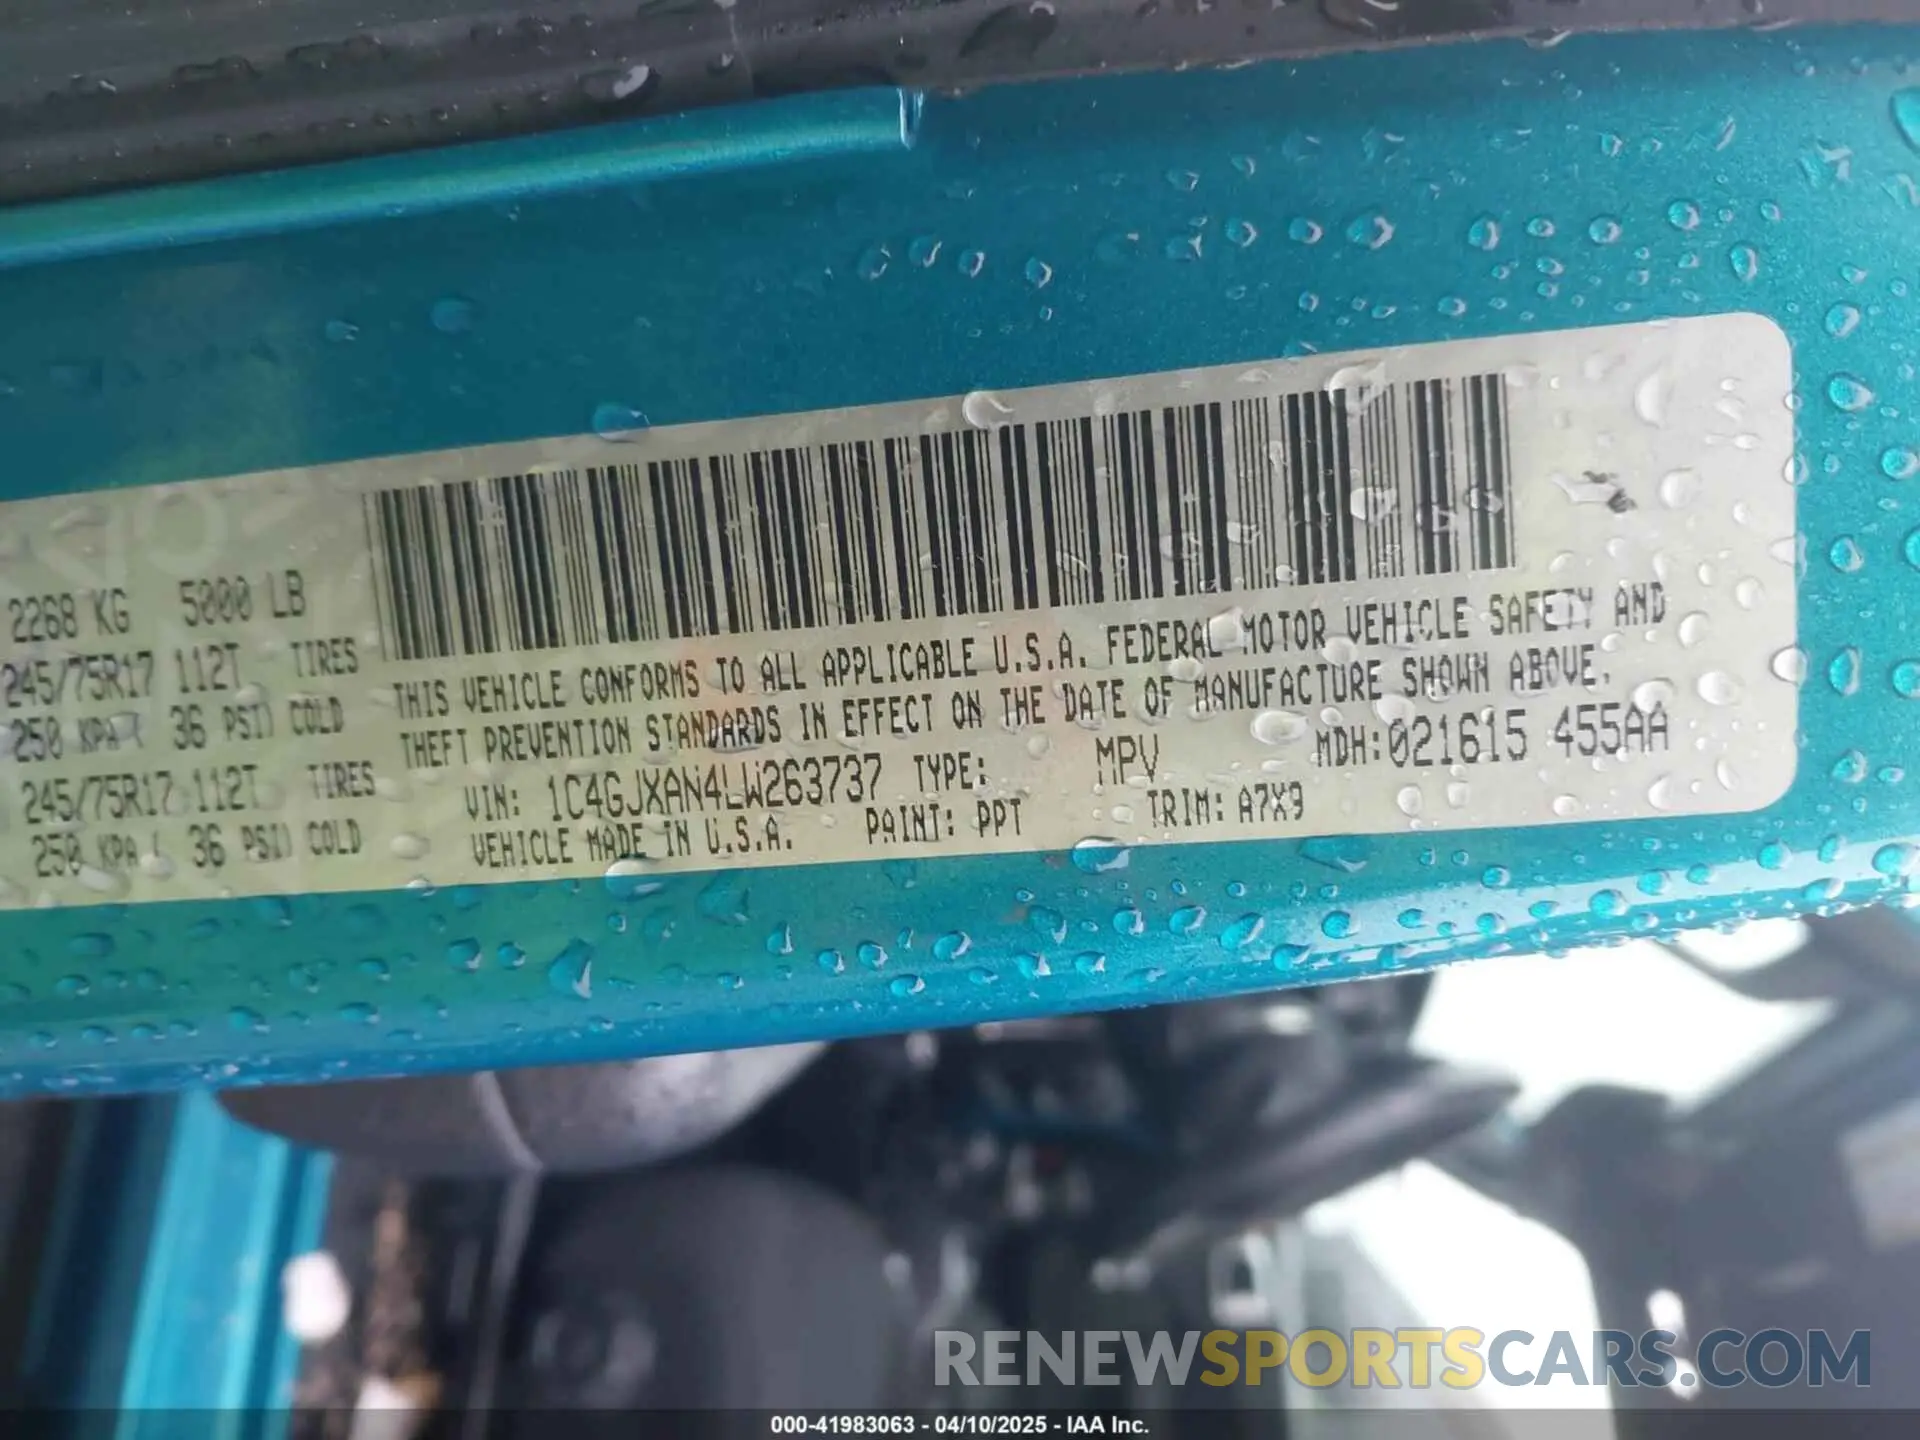 2268 KG 5000 LB
245/75R17 112T TIRES
250 KPA ( 36 PSI) COLD
245/75R17 112T TIRES
250 KPA ( 36 PSI) COLD
THIS VEHICLE CONFORMS TO ALL APPLICABLE U.S.A. FEDERAL MOTOR VEHICLE SAFETY AND
THEFT PREVENTION STANDARDS IN EFFECT ON THE DATE OF MANUFACTURE SHOWN ABOVE.
VIN: 1C4GJXAN4LW263737 TYPE: MPV MDH:021615 455AA
VEHICLE MADE IN U.S.A. PAINT: PPT TRIM: A7X9
RENEWSPORTSCARS.COM
000-41983063 - 04/10/2025 - IAA Inc.